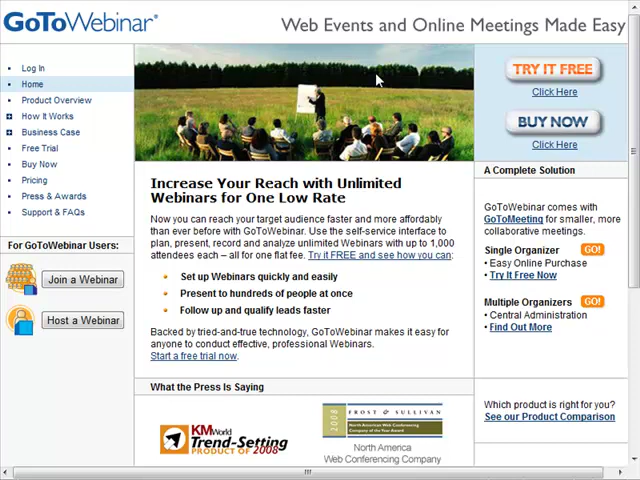 GoToWebinar®
Web Events and Online Meetings Made Easy
Log In
Home
Product Overview
How It Works
Business Case
Free Trial
Buy Now
Pricing
Press & Awards
Support & FAQs
For GoToWebinar Users:
Join a Webinar
Host a Webinar
Increase Your Reach with Unlimited
Webinars for One Low Rate
Now you can reach your target audience faster and more affordably
than ever before with GoToWebinar. Use the self-service interface to
plan, present, record and analyze unlimited Webinars with up to 1,000
attendees each – all for one flat fee. Try it FREE and see how you can:
Set up Webinars quickly and easily
Present to hundreds of people at once
Follow up and qualify leads faster
Backed by tried-and-true technology, GoToWebinar makes it easy for
anyone to conduct effective, professional Webinars.
Start a free trial now.
What the Press Is Saying
KMWorld
Trend-Setting
PRODUCT OF 2008
2008
FROST & SULLIVAN
North American Web Conferencing
Company of the Year Award
North America
Web Conferencing Company
TRY IT FREE
Click Here
BUY NOW
Click Here
A Complete Solution
GoToWebinar comes with
GoToMeeting for smaller, more
collaborative meetings.
Single Organizer GO!
• Easy Online Purchase
• Try It Free Now
Multiple Organizers GO!
• Central Administration
• Find Out More
Which product is right for you?
See our Product Comparison